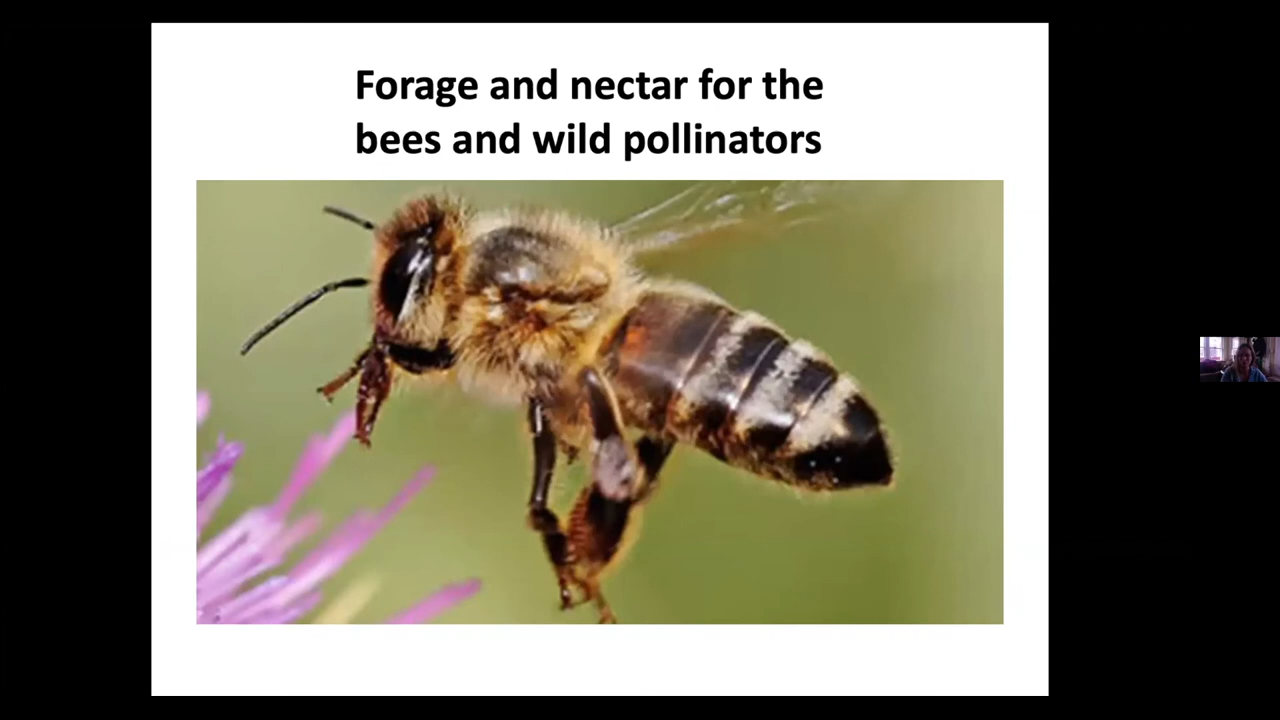 Forage and nectar for the
bees and wild pollinators